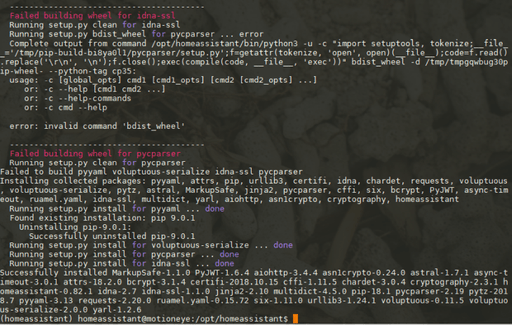 ----------------------------------------
Failed building wheel for idna-ssl
Running setup.py clean for idna-ssl
Running setup.py bdist_wheel for pycparser ... error
Complete output from command /opt/homeassistant/bin/python3 -u -c "import setuptools, tokenize;__file_
_='/tmp/pip-build-bi8ya0l1/pycparser/setup.py';f=getattr(tokenize, 'open', open)(__file__);code=f.read()
.replace('\r\n', '\n');f.close();exec(compile(code, __file__, 'exec'))" bdist_wheel -d /tmp/tmpgqwbug30p
ip-wheel- --python-tag cp35:
usage: -c [global_opts] cmd1 [cmd1_opts] [cmd2 [cmd2_opts] ...]
or: -c --help [cmd1 cmd2 ...]
or: -c --help-commands
or: -c cmd --help
error: invalid command 'bdist_wheel'
----------------------------------------
Failed building wheel for pycparser
Running setup.py clean for pycparser
Failed to build pyyaml voluptuous-serialize idna-ssl pycparser
Installing collected packages: pyyaml, attrs, pip, urllib3, certifi, idna, chardet, requests, voluptuous
, voluptuous-serialize, pytz, astral, MarkupSafe, jinja2, pycparser, cffi, six, bcrypt, PyJWT, async-tim
eout, ruamel.yaml, idna-ssl, multidict, yarl, aiohttp, asn1crypto, cryptography, homeassistant
Running setup.py install for pyyaml ... done
Found existing installation: pip 9.0.1
Uninstalling pip-9.0.1:
Successfully uninstalled pip-9.0.1
Running setup.py install for voluptuous-serialize ... done
Running setup.py install for pycparser ... done
Running setup.py install for idna-ssl ... done
Successfully installed MarkupSafe-1.1.0 PyJWT-1.6.4 aiohttp-3.4.4 asn1crypto-0.24.0 astral-1.7.1 async-t
imeout-3.0.1 attrs-18.2.0 bcrypt-3.1.4 certifi-2018.10.15 cffi-1.11.5 chardet-3.0.4 cryptography-2.3.1 h
omeassistant-0.82.1 idna-2.7 idna-ssl-1.1.0 jinja2-2.10 multidict-4.5.0 pip-18.1 pycparser-2.19 pytz-201
8.7 pyyaml-3.13 requests-2.20.0 ruamel.yaml-0.15.72 six-1.11.0 urllib3-1.24.1 voluptuous-0.11.5 voluptuo
us-serialize-2.0.0 yarl-1.2.6
(homeassistant) homeassistant@motioneye:/opt/homeassistant$